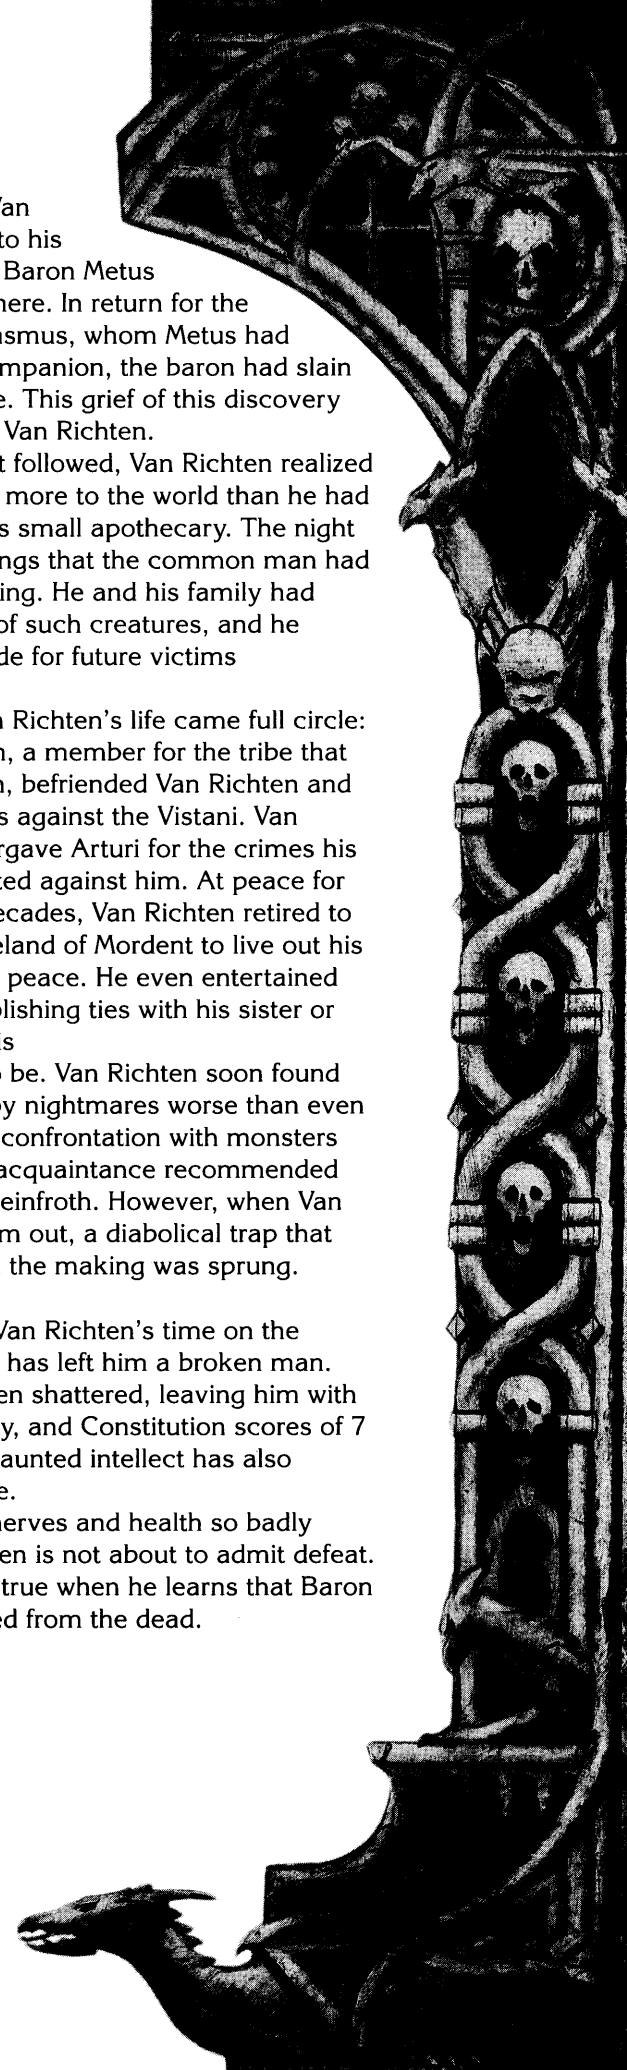 Van
to his
Baron Metus
here. In return for the
asmus, whom Metus had
mpanion, the baron had slain
e. This grief of this discovery
Van Richten.
t followed, Van Richten realized
more to the world than he had
s small apothecary. The night
ngs that the common man had
ing. He and his family had
of such creatures, and he
de for future victims
n Richten's life came full circle:
n, a member for the tribe that
n, befriended Van Richten and
s against the Vistani. Van
rgave Arturi for the crimes his
ted against him. At peace for
ecades, Van Richten retired to
eland of Mordent to live out his
peace. He even entertained
olishing ties with his sister or
is
o be. Van Richten soon found
by nightmares worse than even
confrontation with monsters
acquaintance recommended
einfroth. However, when Van
m out, a diabolical trap that
the making was sprung.
Van Richten's time on the
has left him a broken man.
en shattered, leaving him with
y, and Constitution scores of 7
aunted intellect has also
e.
nerves and health so badly
en is not about to admit defeat.
true when he learns that Baron
ed from the dead.